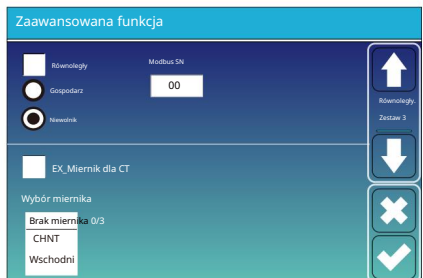 Zaawansowana funkcja
Równoległy
Modbus SN
Gospodarz
00
Niewolnik
Równoległy.
Zestaw 3
EX_Miernik dla CT
Wybór miernika
Brak miernika 0/3
CHNT
Wschodni